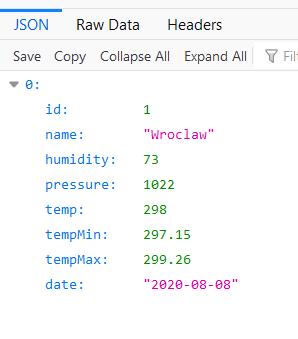 JSON Raw Data Headers
Save Copy Collapse All Expand All Filte
0:
id: 1
name: "Wroclaw"
humidity: 73
pressure: 1022
temp: 298
tempMin: 297.15
tempMax: 299.26
date: "2020-08-08"